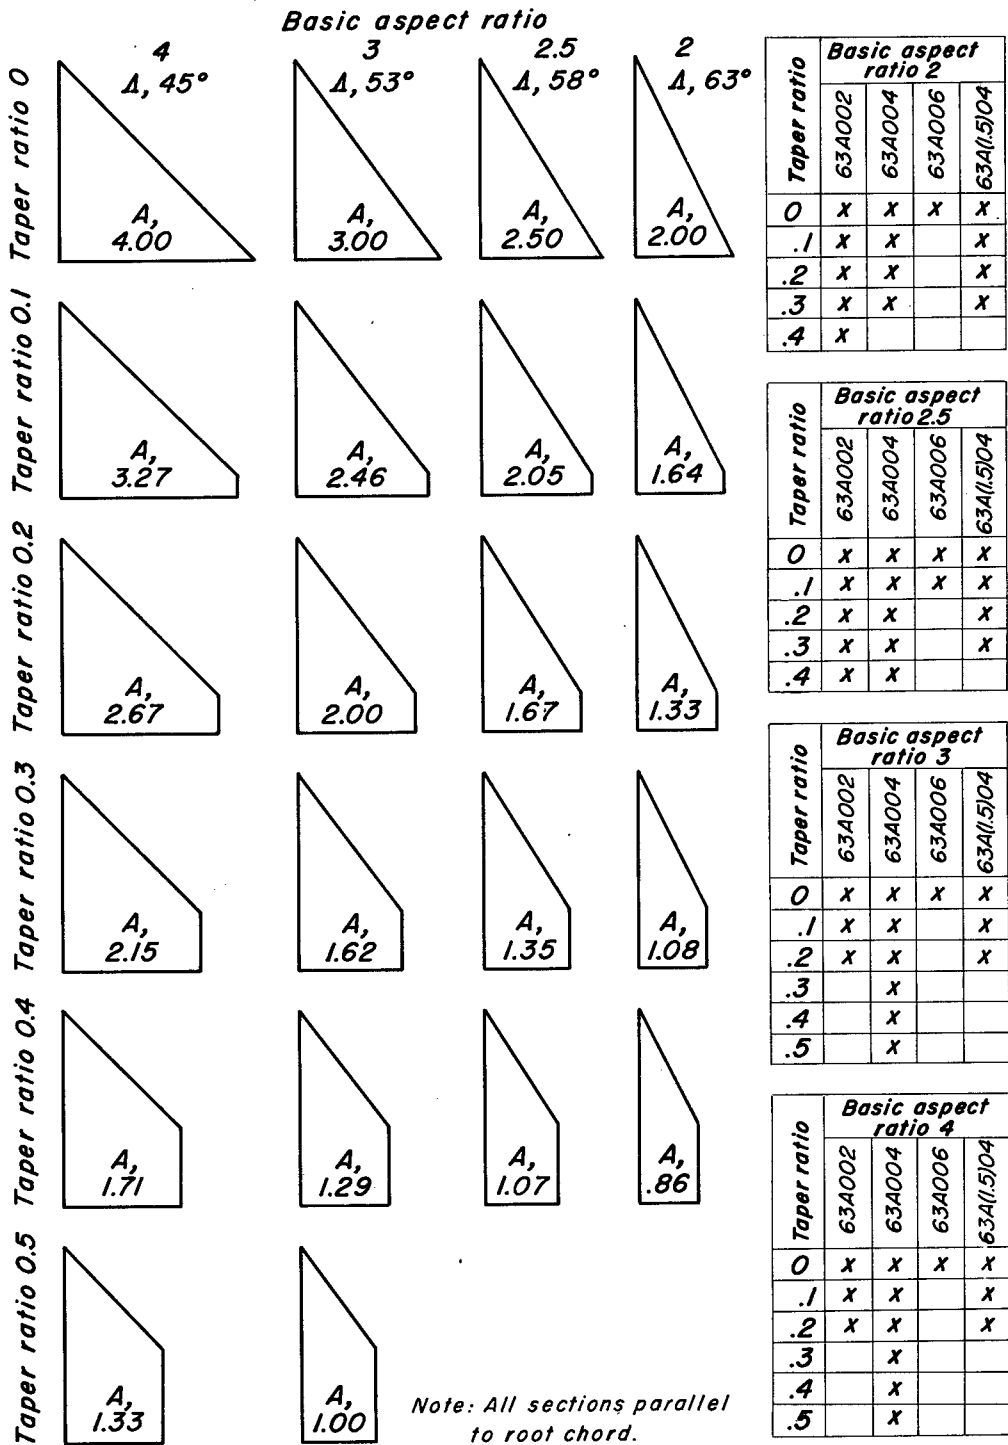 Basic aspect ratio
4 3 2.5 2
Λ, 45° Λ, 53° Λ, 58° Λ, 63°
Taper ratio 0
A, 4.00
A, 3.00
A, 2.50
A, 2.00
Taper ratio 0.1
A, 3.27
A, 2.46
A, 2.05
A, 1.64
Taper ratio 0.2
A, 2.67
A, 2.00
A, 1.67
A, 1.33
Taper ratio 0.3
A, 2.15
A, 1.62
A, 1.35
A, 1.08
Taper ratio 0.4
A, 1.71
A, 1.29
A, 1.07
A, .86
Taper ratio 0.5
A, 1.33
A, 1.00
Note: All sections parallel
to root chord.
Basic aspect
ratio 2
Taper ratio 63A002 63A004 63A006 63A(1.5)04
0 x x x x
.1 x x x
.2 x x x
.3 x x x
.4 x
Basic aspect
ratio 2.5
Taper ratio 63A002 63A004 63A006 63A(1.5)04
0 x x x x
.1 x x x x
.2 x x x
.3 x x x
.4 x x
Basic aspect
ratio 3
Taper ratio 63A002 63A004 63A006 63A(1.5)04
0 x x x x
.1 x x x
.2 x x x
.3 x
.4 x
.5 x
Basic aspect
ratio 4
Taper ratio 63A002 63A004 63A006 63A(1.5)04
0 x x x x
.1 x x x
.2 x x x
.3 x
.4 x
.5 x